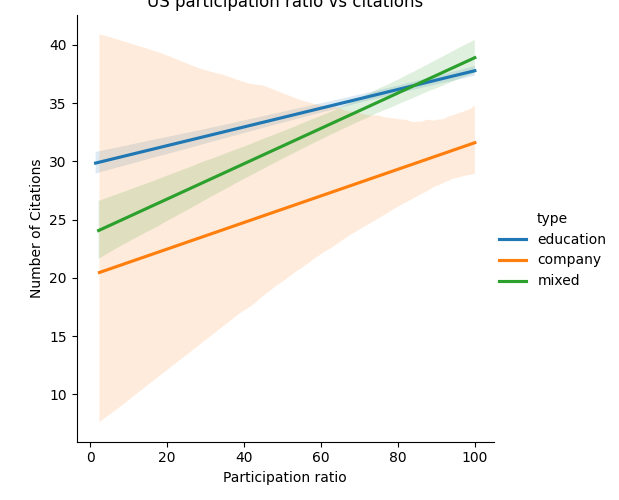 US participation ratio vs citations
40
35
30
25
20
15
10
Number of Citations
0 20 40 60 80 100
Participation ratio
type
education
company
mixed